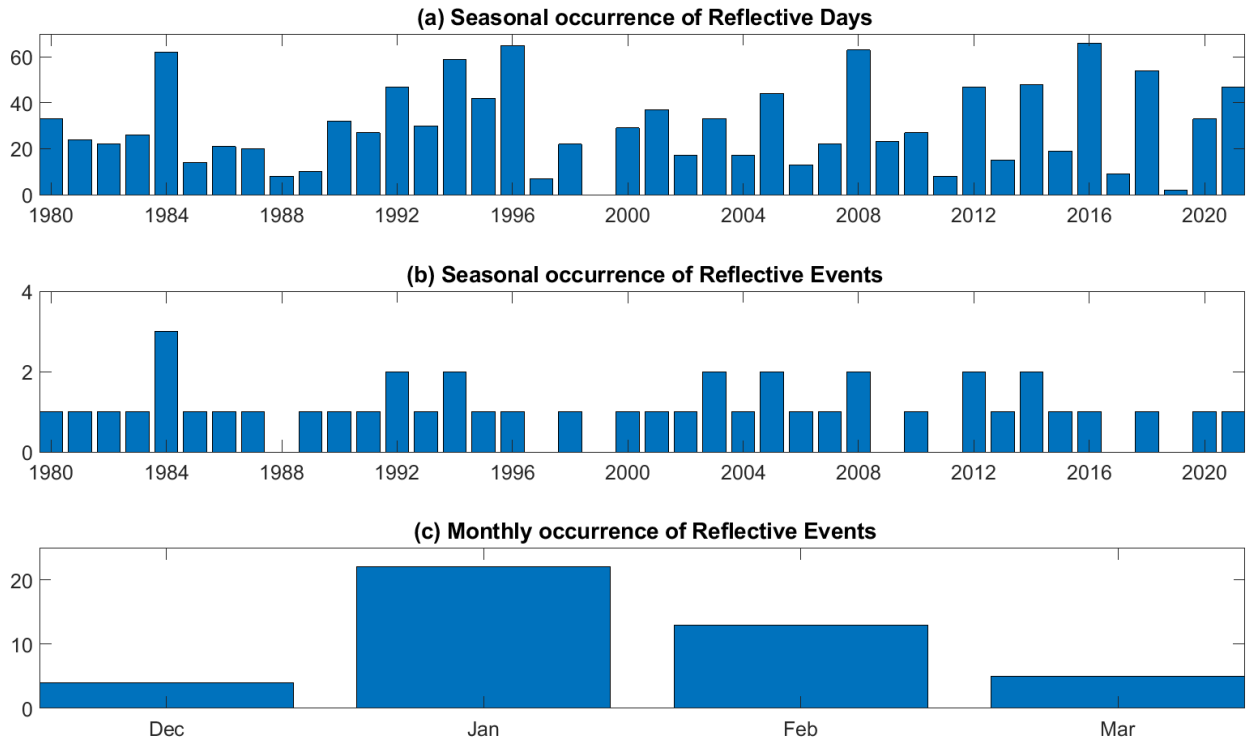 (a) Seasonal occurrence of Reflective Days
60
40
20
0
1980 1984 1988 1992 1996 2000 2004 2008 2012 2016 2020
(b) Seasonal occurrence of Reflective Events
4
2
0
1980 1984 1988 1992 1996 2000 2004 2008 2012 2016 2020
(c) Monthly occurrence of Reflective Events
20
10
0
Dec Jan Feb Mar